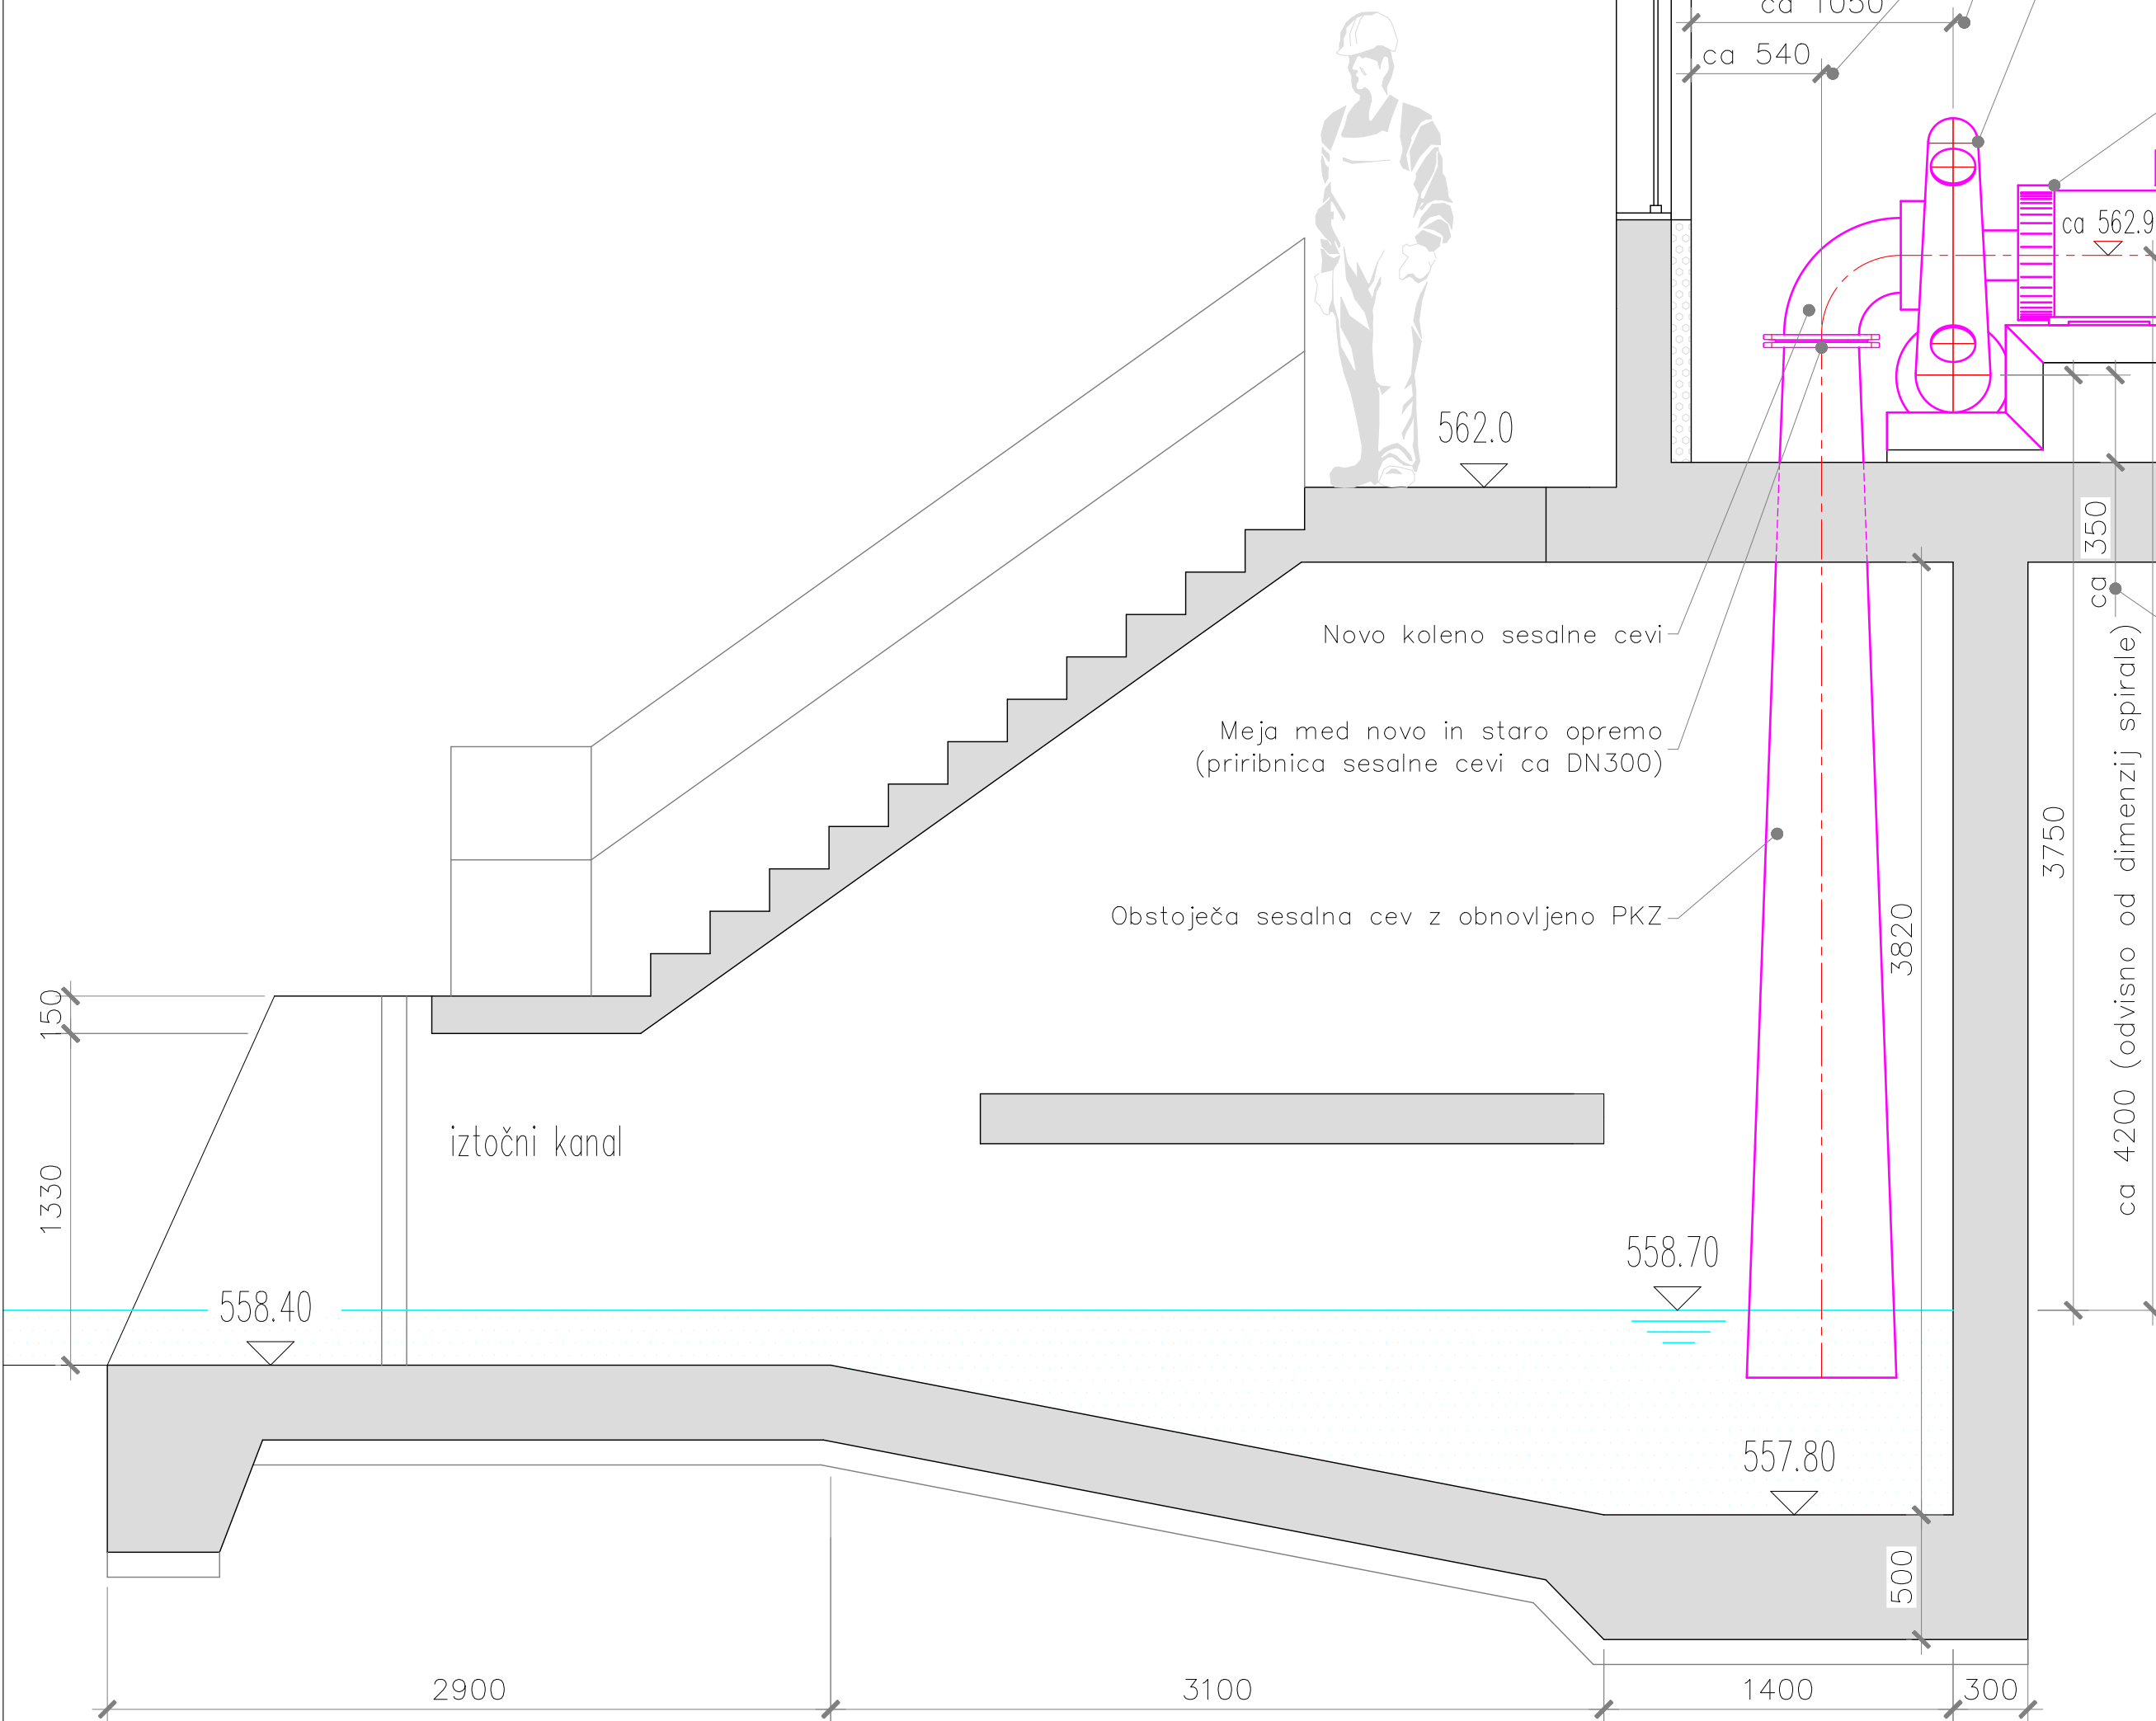 ca 1050
ca 540
ca 562.9
562.0
ca 350
Novo koleno sesalne cevi
Meja med novo in staro opremo
(priribnica sesalne cevi ca DN300)
3750
ca 4200 (odvisno od dimenzij spirale)
Obstoječa sesalna cev z obnovljeno PKZ
3820
150
iztočni kanal
1330
558.40
558.70
557.80
500
2900
3100
1400
300